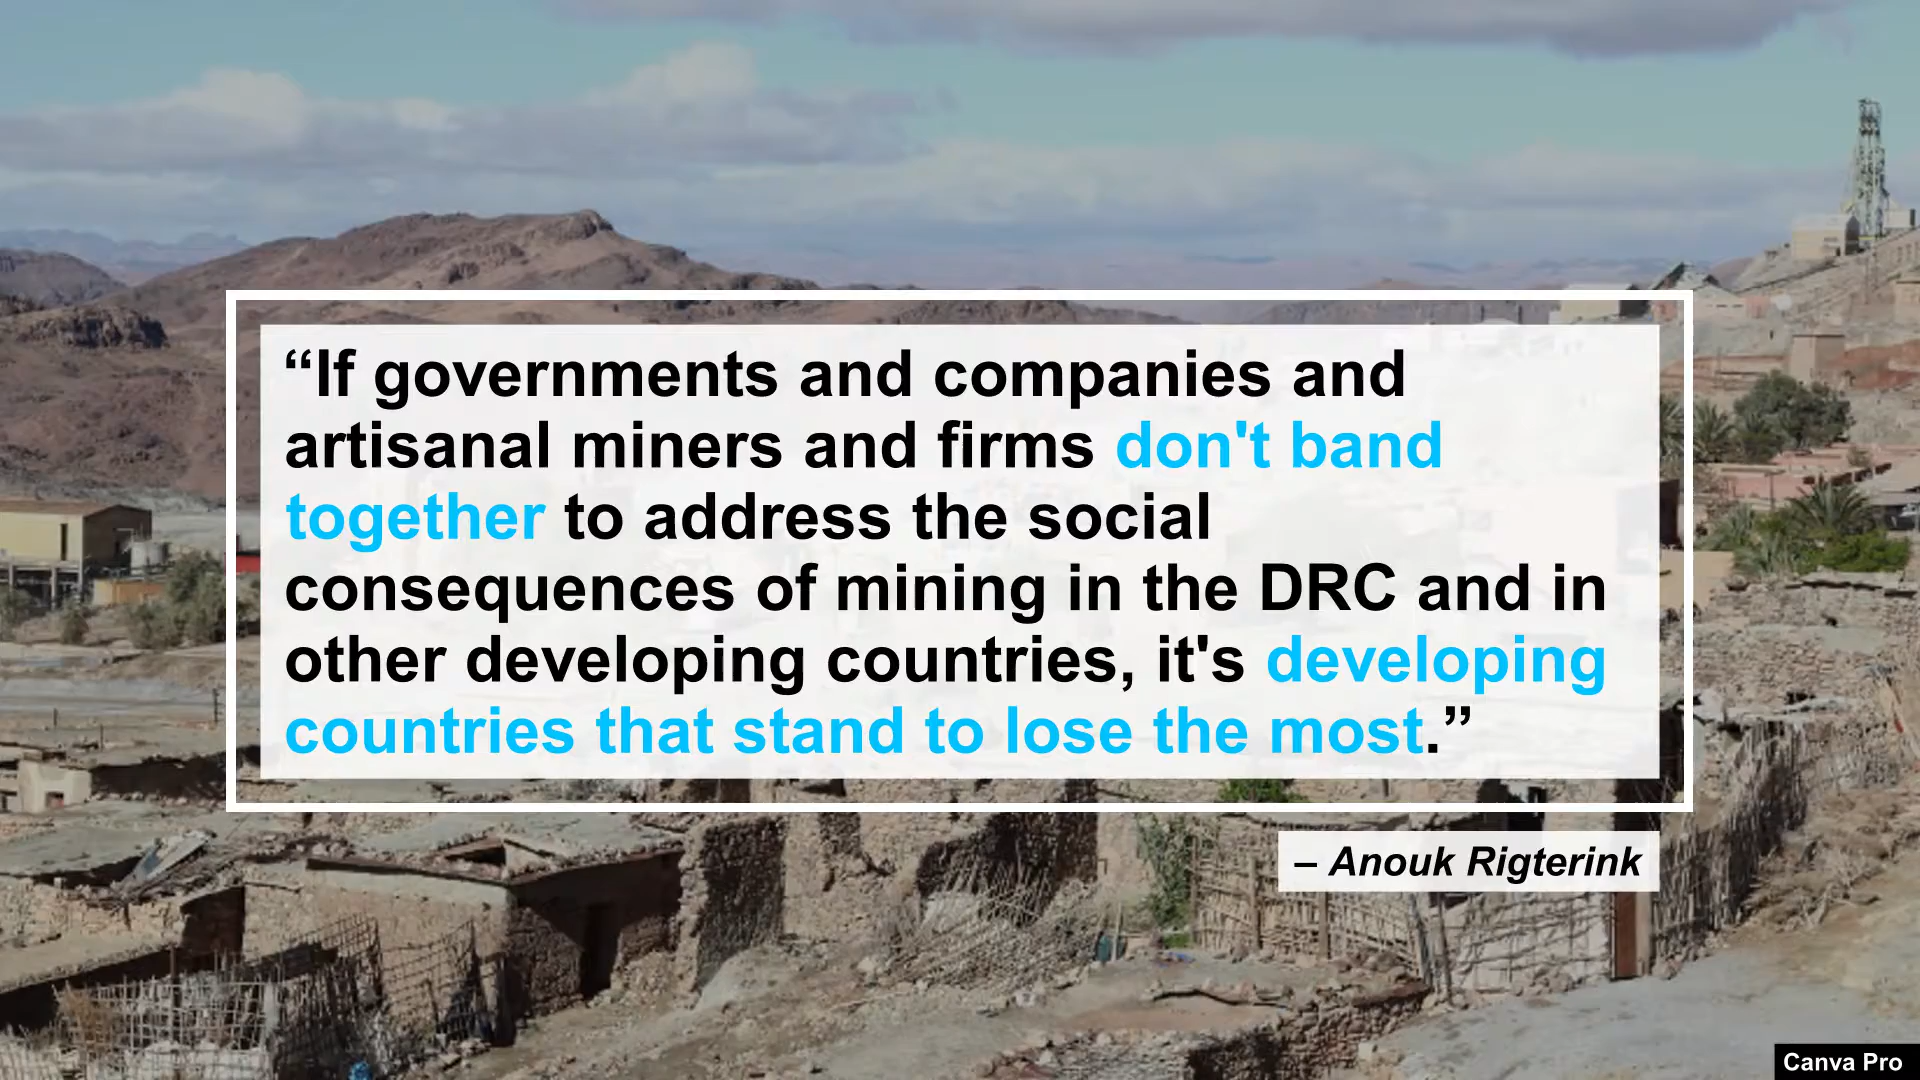 “If governments and companies and
artisanal miners and firms don't band
together to address the social
consequences of mining in the DRC and in
other developing countries, it's developing
countries that stand to lose the most.”
– Anouk Rigterink
Canva Pro